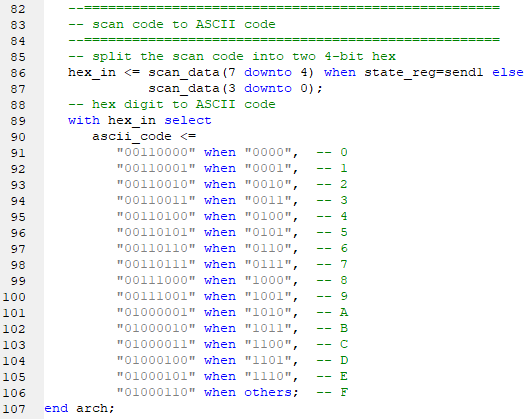 82 --====================================================
83 -- scan code to ASCII code
84 --====================================================
85 -- split the scan code into two 4-bit hex
86 hex_in <= scan_data(7 downto 4) when state_reg=send1 else
87 scan_data(3 downto 0);
88 -- hex digit to ASCII code
89 with hex_in select
90 ascii_code <=
91 "00110000" when "0000", -- 0
92 "00110001" when "0001", -- 1
93 "00110010" when "0010", -- 2
94 "00110011" when "0011", -- 3
95 "00110100" when "0100", -- 4
96 "00110101" when "0101", -- 5
97 "00110110" when "0110", -- 6
98 "00110111" when "0111", -- 7
99 "00111000" when "1000", -- 8
100 "00111001" when "1001", -- 9
101 "01000001" when "1010", -- A
102 "01000010" when "1011", -- B
103 "01000011" when "1100", -- C
104 "01000100" when "1101", -- D
105 "01000101" when "1110", -- E
106 "01000110" when others; -- F
107 end arch;